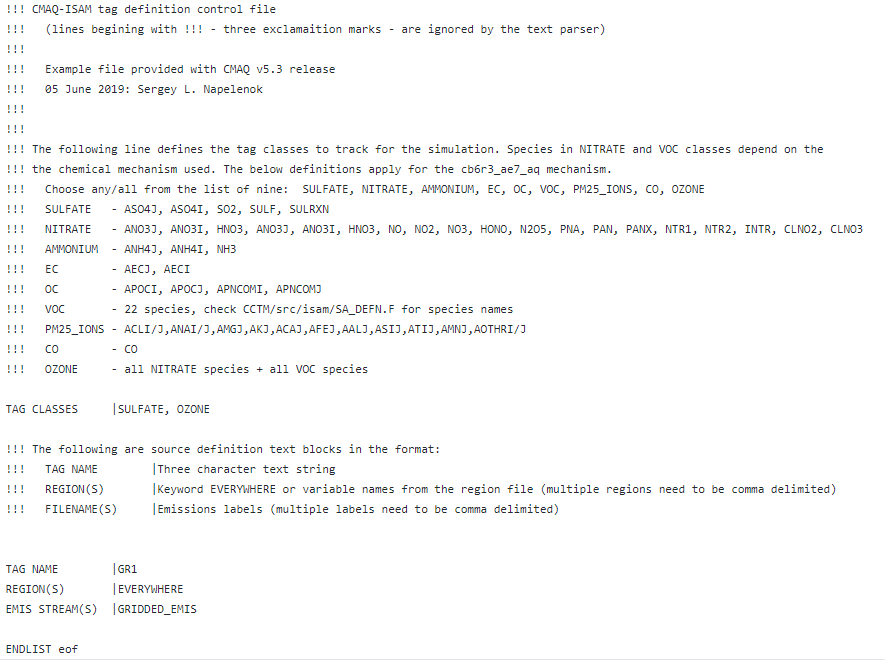 !!! CMAQ-ISAM tag definition control file
!!!   (lines begining with !!! - three exclaimaition marks - are ignored by the text parser)
!!!
!!!   Example file provided with CMAQ v5.3 release
!!!   05 June 2019: Sergey L. Napelenok
!!!
!!!
!!! The following line defines the tag classes to track for the simulation. Species in NITRATE and VOC classes depend on the
!!! the chemical mechanism used. The below definitions apply for the cb6r3_ae7_aq mechanism.
!!!   Choose any/all from the list of nine:  SULFATE, NITRATE, AMMONIUM, EC, OC, VOC, PM25_IONS, CO, OZONE
!!!   SULFATE   - ASO4J, ASO4I, SO2, SULF, SULRXN
!!!   NITRATE   - ANO3J, ANO3I, HNO3, ANO3J, ANO3I, HNO3, NO, NO2, NO3, HONO, N2O5, PNA, PAN, PANX, NTR1, NTR2, INTR, CLNO2, CLNO3
!!!   AMMONIUM  - ANH4J, ANH4I, NH3
!!!   EC        - AECJ, AECI
!!!   OC        - APOCI, APOCJ, APNCOMI, APNCOMJ
!!!   VOC       - 22 species, check CCTM/src/isam/SA_DEFN.F for species names
!!!   PM25_IONS - ACLI/J,ANAI/J,AMGJ,AKJ,ACAJ,AFEJ,AALJ,ASIJ,ATIJ,AMNJ,AOTHRI/J
!!!   CO        - CO
!!!   OZONE     - all NITRATE species + all VOC species
TAG CLASSES     |SULFATE, OZONE
!!! The following are source definition text blocks in the format:
!!!   TAG NAME        |Three character text string
!!!   REGION(S)       |Keyword EVERYWHERE or variable names from the region file (multiple regions need to be comma delimited)
!!!   FILENAME(S)     |Emissions labels (multiple labels need to be comma delimited)
TAG NAME        |GR1
REGION(S)       |EVERYWHERE
EMIS STREAM(S)  |GRIDDED_EMIS
ENDLIST eof